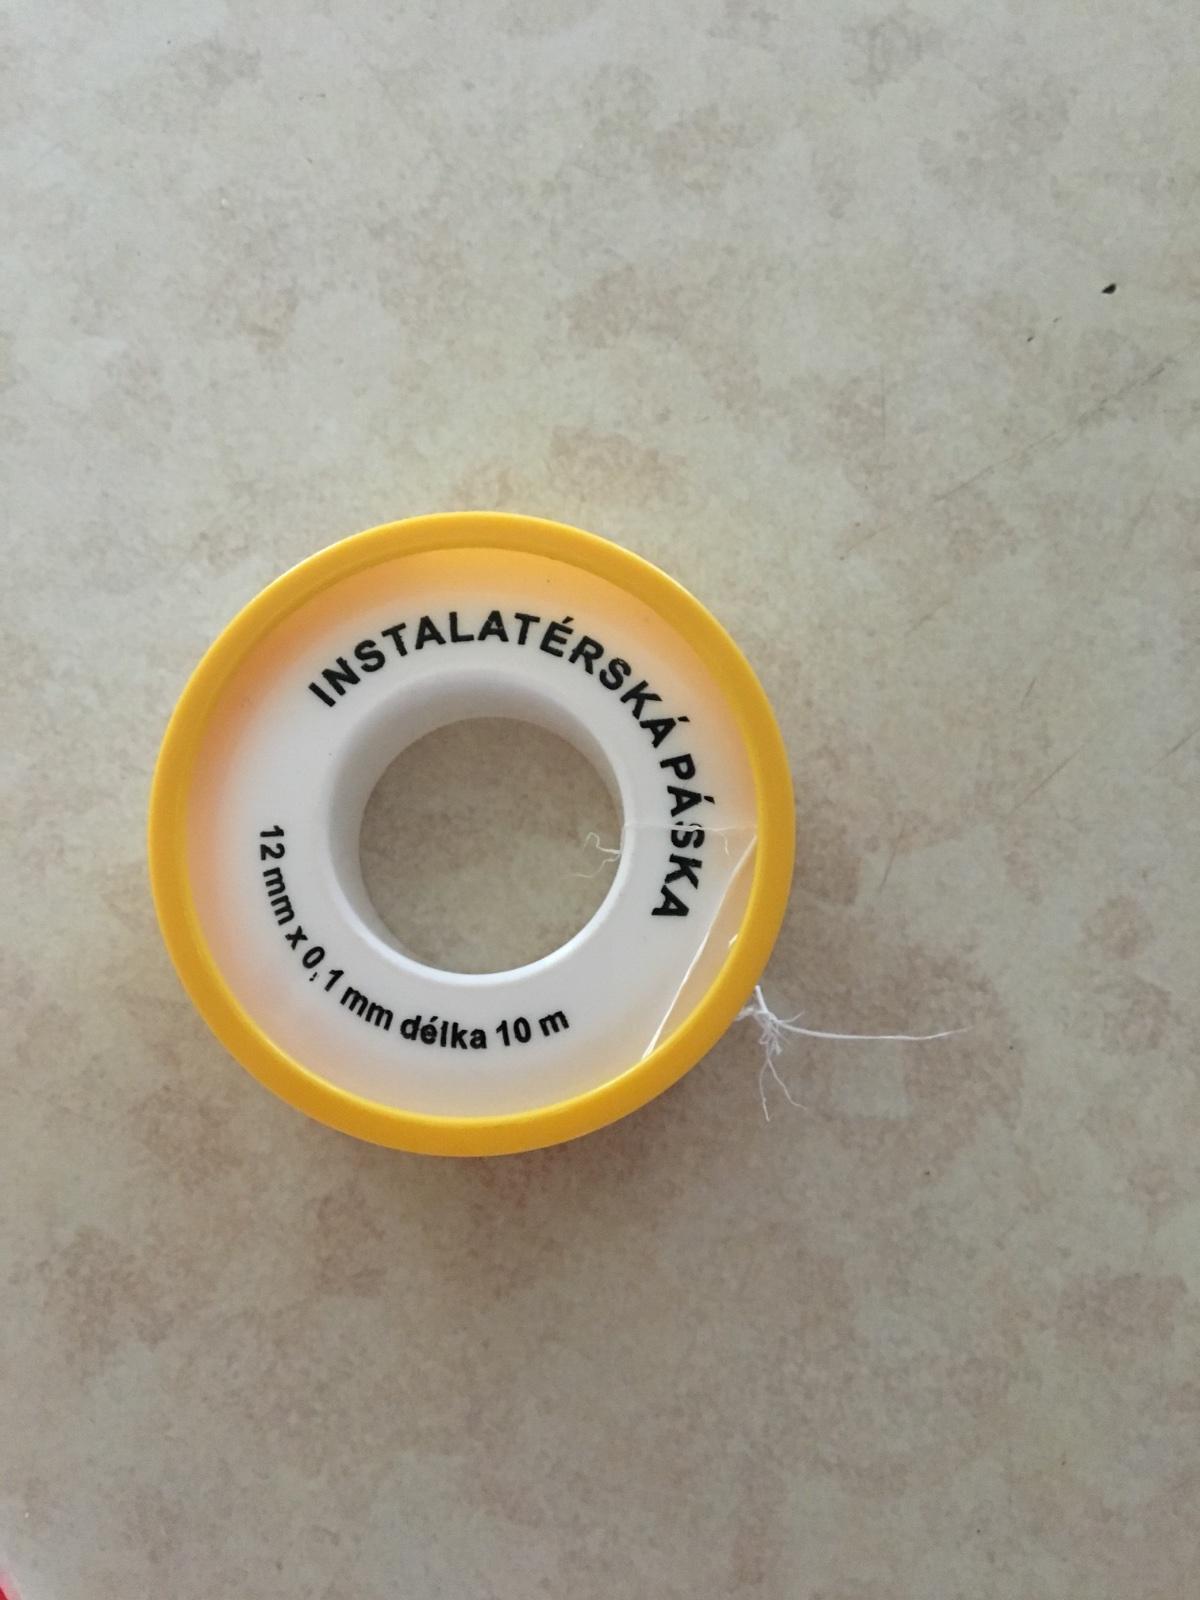 INSTALATÉRSKÁ PÁSKA
12 mm x 0,1 mm délka 10 m